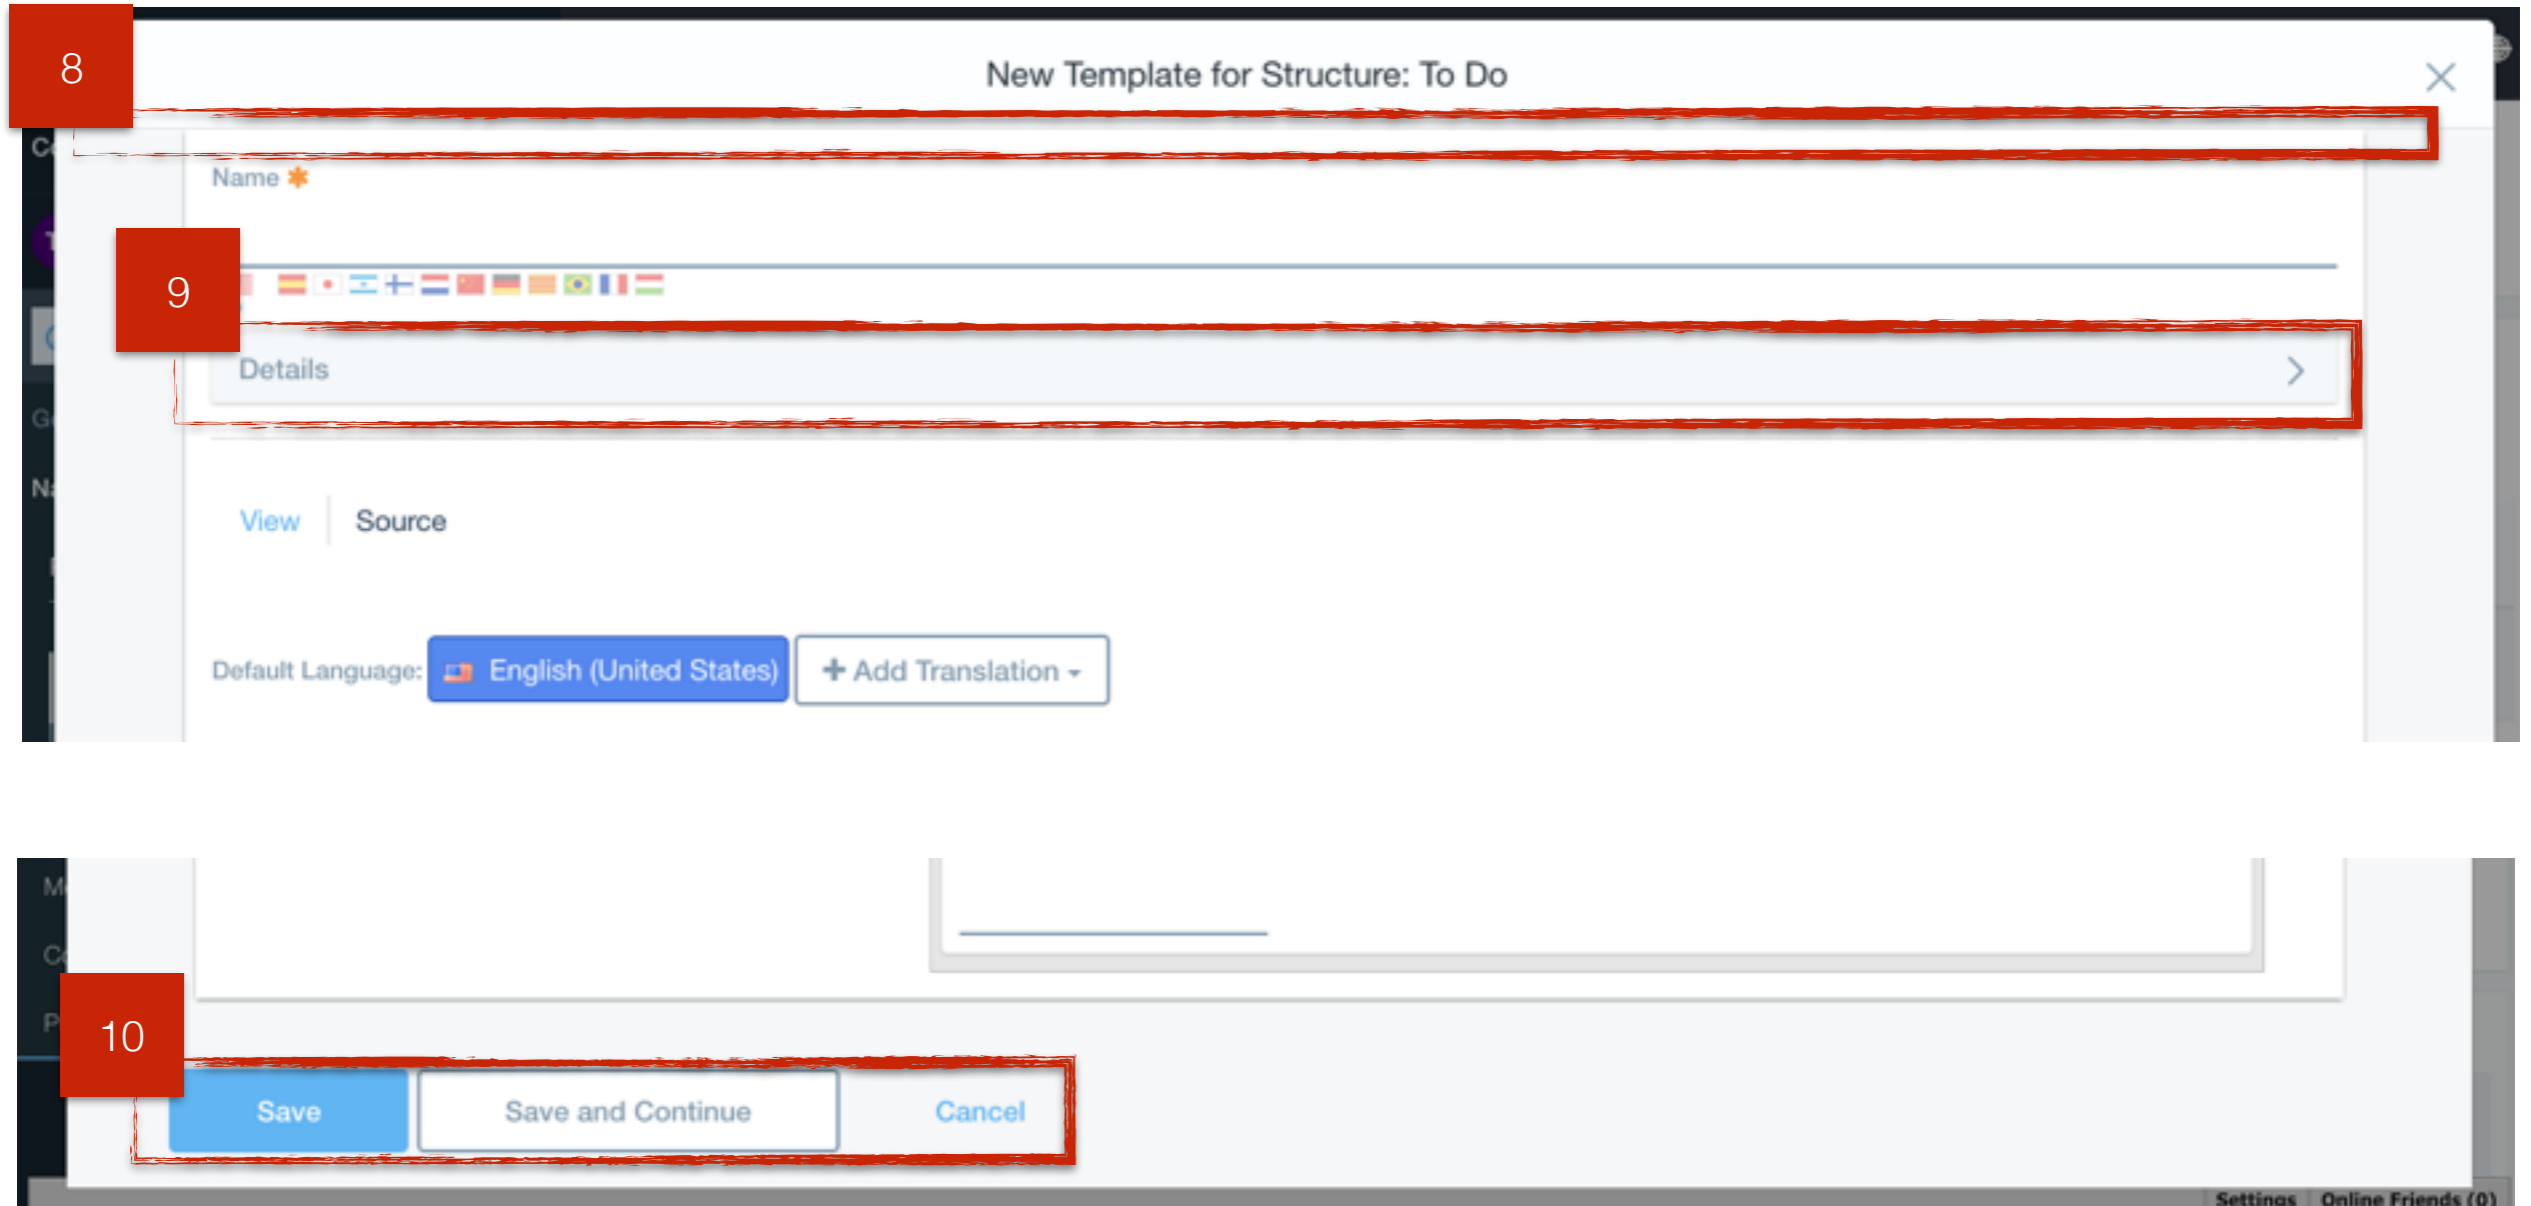 8
New Template for Structure: To Do
Name
9
Details
View Source
Default Language: English (United States) + Add Translation
10
Save Save and Continue Cancel
Settings Online Friends (0)